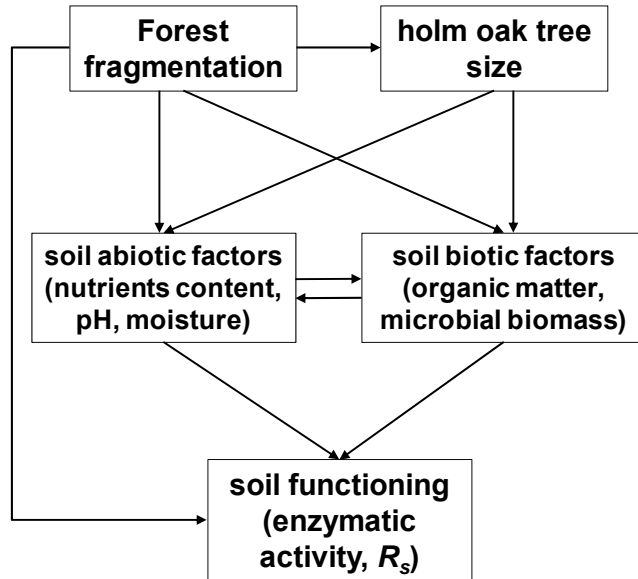 Forest
fragmentation
holm oak tree
size
soil abiotic factors
(nutrients content,
pH, moisture)
soil biotic factors
(organic matter,
microbial biomass)
soil functioning
(enzymatic
activity, Rs)